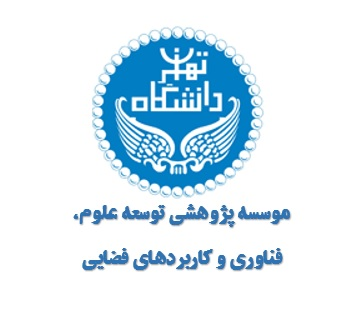 دانشگاه
تهران
موسسه پژوهشی توسعه علوم،
فناوری و کاربردهای فضایی